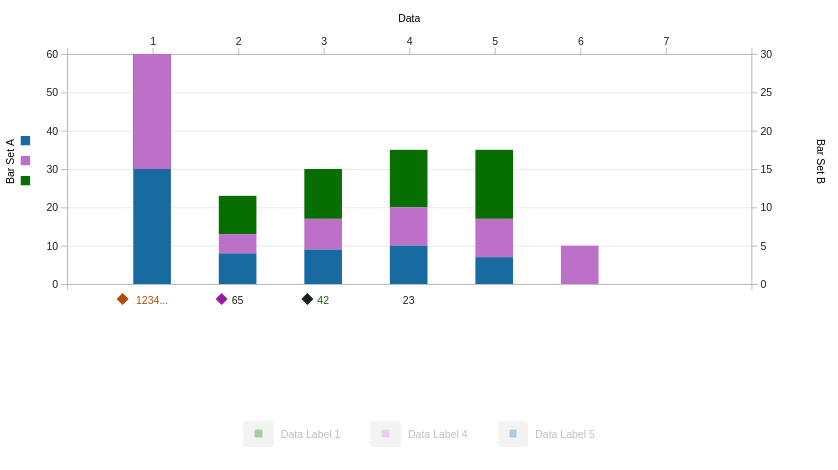 Data
1 2 3 4 5 6 7
60 30
50 25
40 20
30 15
20 10
10 5
0 0
Bar Set A
Bar Set B
1234... 65 42 23
Data Label 1 Data Label 4 Data Label 5